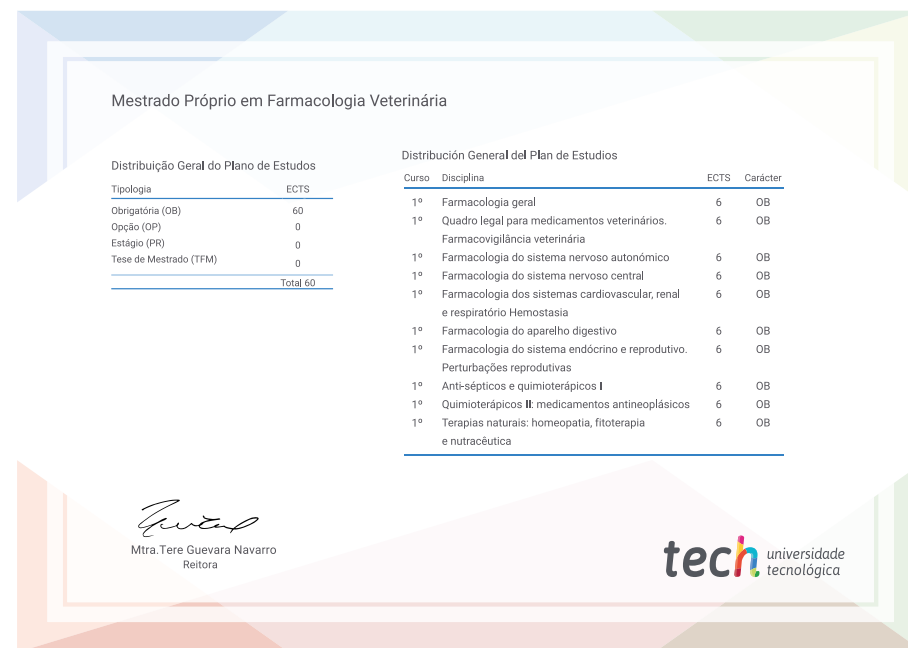 Mestrado Próprio em Farmacologia Veterinária
Distribuição Geral do Plano de Estudos
Tipologia ECTS
Obrigatória (OB) 60
Opção (OP) 0
Estágio (PR) 0
Tese de Mestrado (TFM) 0
Total 60
Distribución General del Plan de Estudios
Curso Disciplina ECTS Carácter
1º Farmacologia geral 6 OB
1º Quadro legal para medicamentos veterinários. 6 OB
Farmacovigilância veterinária
1º Farmacologia do sistema nervoso autonómico 6 OB
1º Farmacologia do sistema nervoso central 6 OB
1º Farmacologia dos sistemas cardiovascular, renal 6 OB
e respiratório Hemostasia
1º Farmacologia do aparelho digestivo 6 OB
1º Farmacologia do sistema endócrino e reprodutivo. 6 OB
Perturbações reprodutivas
1º Anti-sépticos e quimioterápicos I 6 OB
1º Quimioterápicos II: medicamentos antineoplásicos 6 OB
1º Terapias naturais: homeopatia, fitoterapia 6 OB
e nutracêutica
Mtra.Tere Guevara Navarro
Reitora
tech universidade
tecnológica